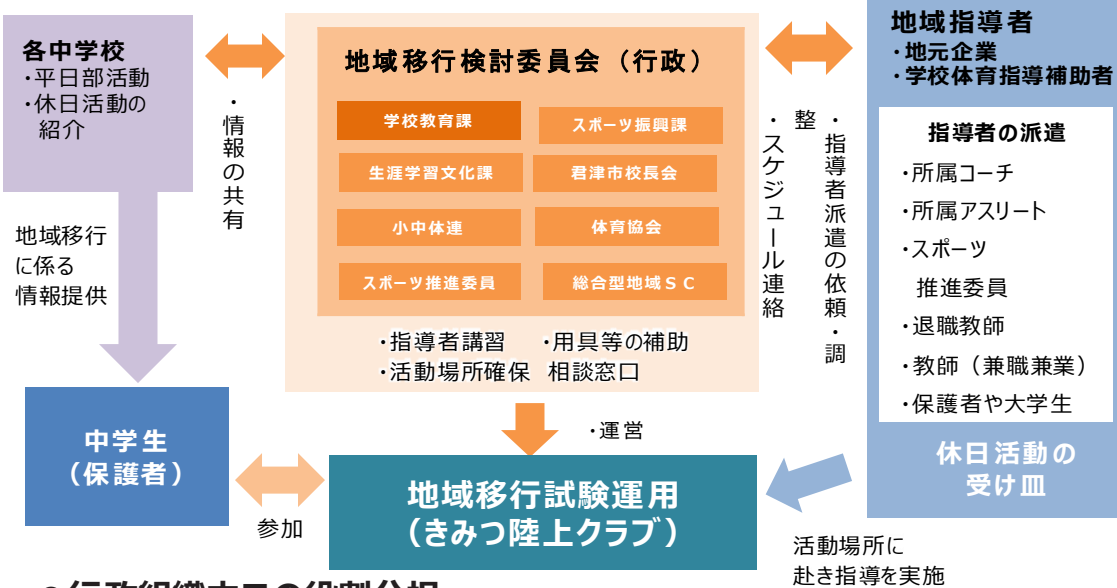 各中学校
・平日部活動
・休日活動の
紹介
・情報の共有
地域移行検討委員会（行政）
学校教育課
スポーツ振興課
生涯学習文化課
君津市校長会
小中体連
体育協会
スポーツ推進委員
総合型地域ＳＣ
・指導者講習　・用具等の補助
・活動場所確保　相談窓口
・指導者派遣の依頼・調
整
・スケジュール連絡
地域指導者
・地元企業
・学校体育指導補助者
指導者の派遣
・所属コーチ
・所属アスリート
・スポーツ
推進委員
・退職教師
・教師（兼職兼業）
・保護者や大学生
休日活動の
受け皿
地域移行
に係る
情報提供
中学生
（保護者）
参加
・運営
地域移行試験運用
（きみつ陸上クラブ）
活動場所に
赴き指導を実施